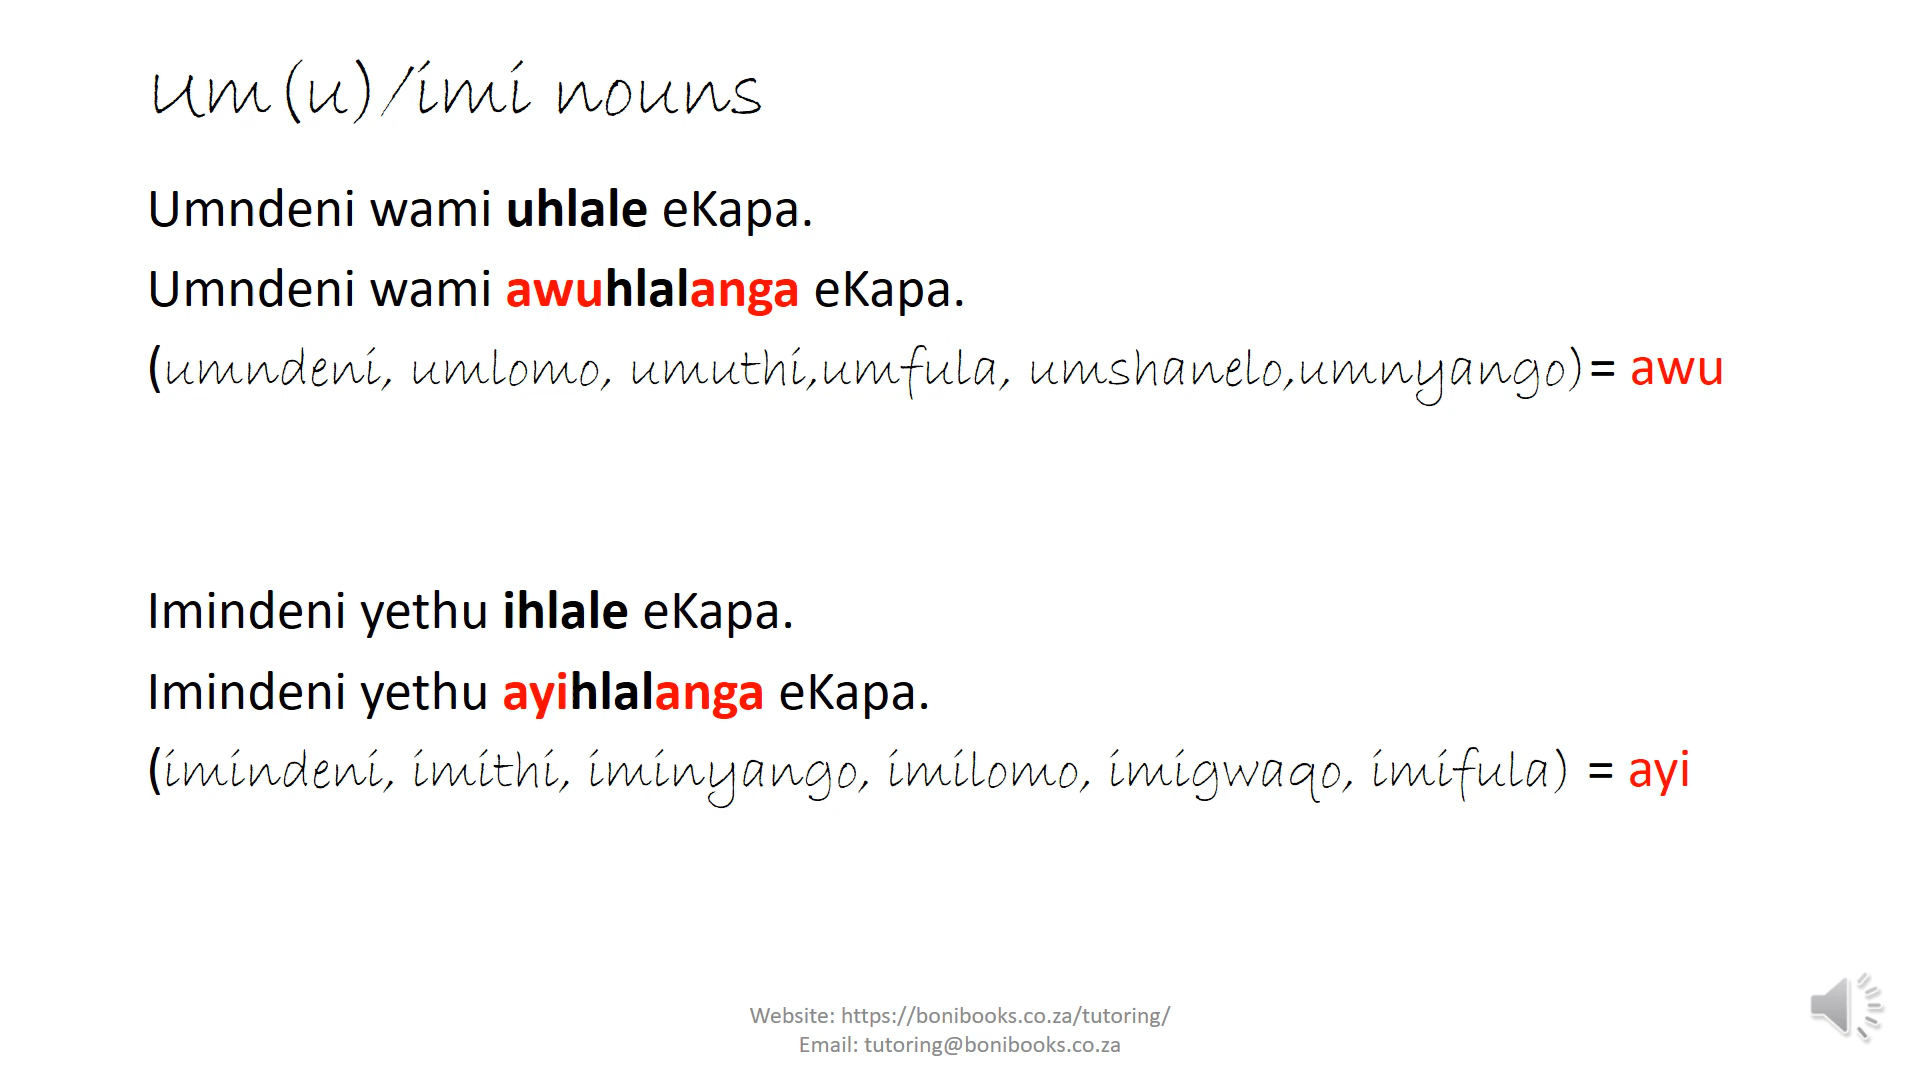 Um(u)/imi nouns
Umndeni wami uhlale eKapa.
Umndeni wami awuhlalanga eKapa.
(umndeni, umlomo, umuthi,umfula, umshanelo,umnyango)= awu
Imindeni yethu ihlale eKapa.
Imindeni yethu ayihlalanga eKapa.
(imindeni, imithi, iminyango, imilomo, imigwaqo, imifula) = ayi
Website: https://bonibooks.co.za/tutoring/
Email: tutoring@bonibooks.co.za